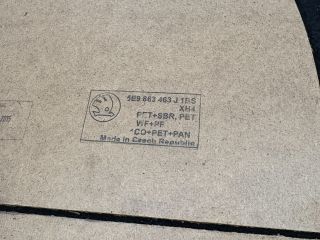 5E9 863 463 J 1BS
XH4
PET+SBR, PET
WF+PF
CO+PET+PAN
Made in Czech Republic